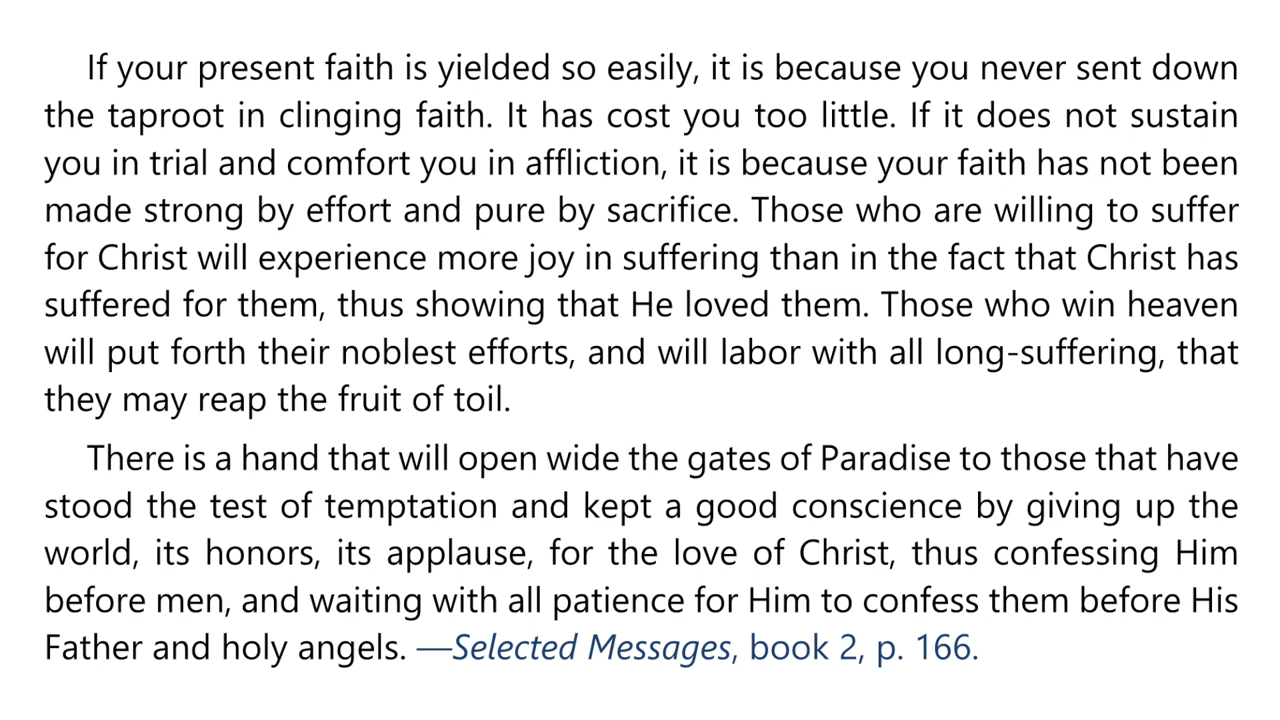 If your present faith is yielded so easily, it is because you never sent down
the taproot in clinging faith. It has cost you too little. If it does not sustain
you in trial and comfort you in affliction, it is because your faith has not been
made strong by effort and pure by sacrifice. Those who are willing to suffer
for Christ will experience more joy in suffering than in the fact that Christ has
suffered for them, thus showing that He loved them. Those who win heaven
will put forth their noblest efforts, and will labor with all long-suffering, that
they may reap the fruit of toil.
There is a hand that will open wide the gates of Paradise to those that have
stood the test of temptation and kept a good conscience by giving up the
world, its honors, its applause, for the love of Christ, thus confessing Him
before men, and waiting with all patience for Him to confess them before His
Father and holy angels. —Selected Messages, book 2, p. 166.